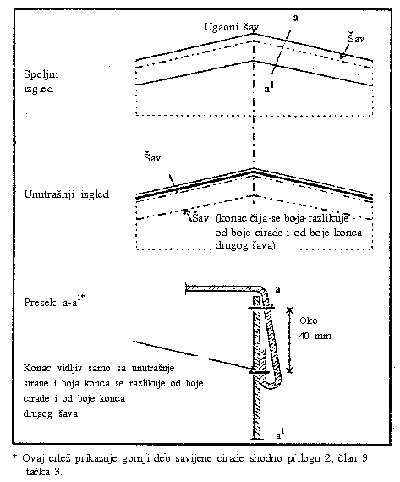 Ugaoni šav
a
Šav
Spoljni
izgled
a¹
Šav
Unutrašnji izgled
Šav (konac čija-se boja razlikuje
od boje cirade i od boje konca
drugog šava)
Presek a-a¹*
a
Oko
40 mm
Konac vidljiv samo sa unutrašnje
strane i boja konca se razlikuje od boje
cirade i od boje konca
drugog šava
a¹
* Ovaj crtež prikazuje gornji deo savijene cirade shodno prilogu 2, član 3
tačka 3.